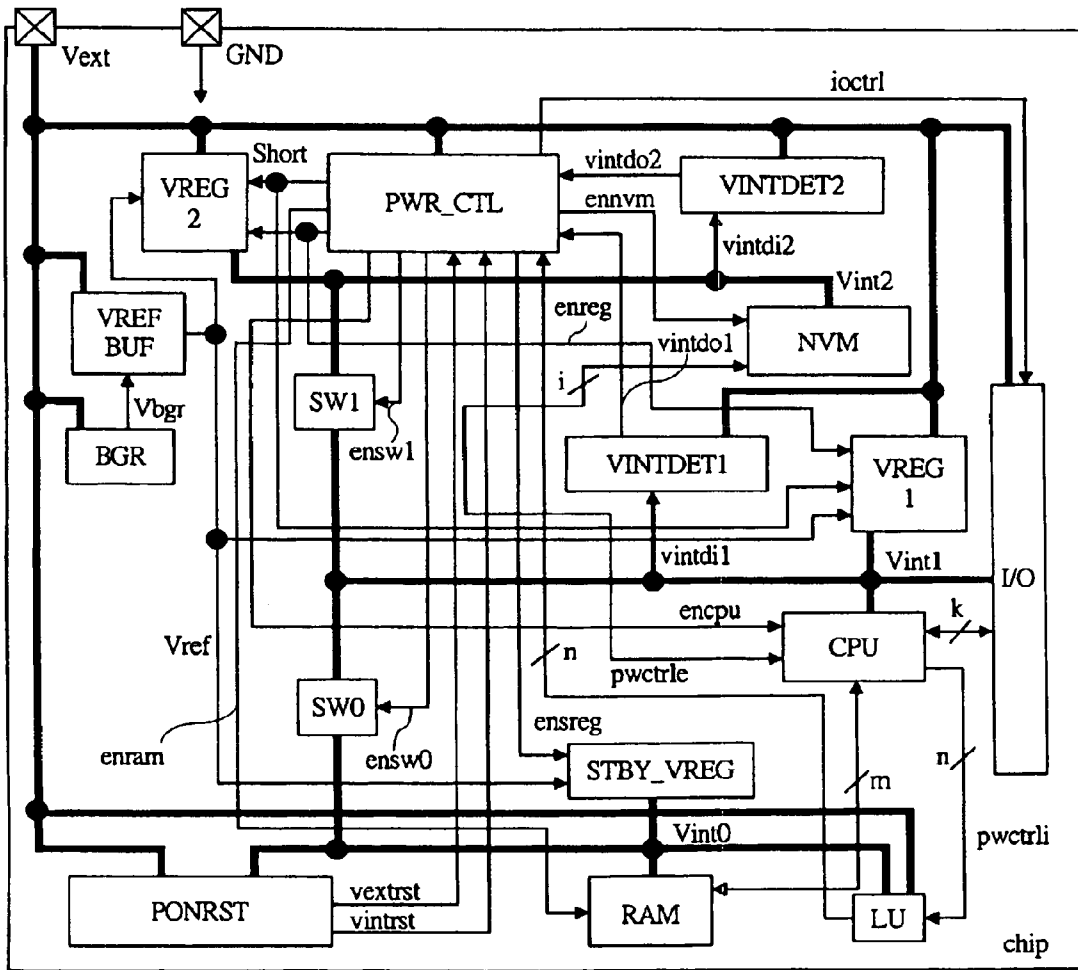 Vext
GND
ioctrl
Short
vintdo2
VREG
2
PWR_CTL
VINTDET2
ennvm
vintdi2
Vint2
VREF
BUF
enreg
vintdo1
NVM
i
SW1
Vbgr
ensw1
BGR
VINTDET1
VREG
1
vintdi1
Vint1
I/O
encpu
k
CPU
Vref
n
pwctrle
SW0
ensreg
enram
ensw0
STBY_VREG
n
m
Vint0
pwctrli
PONRST
vextrst
vintrst
RAM
LU
chip